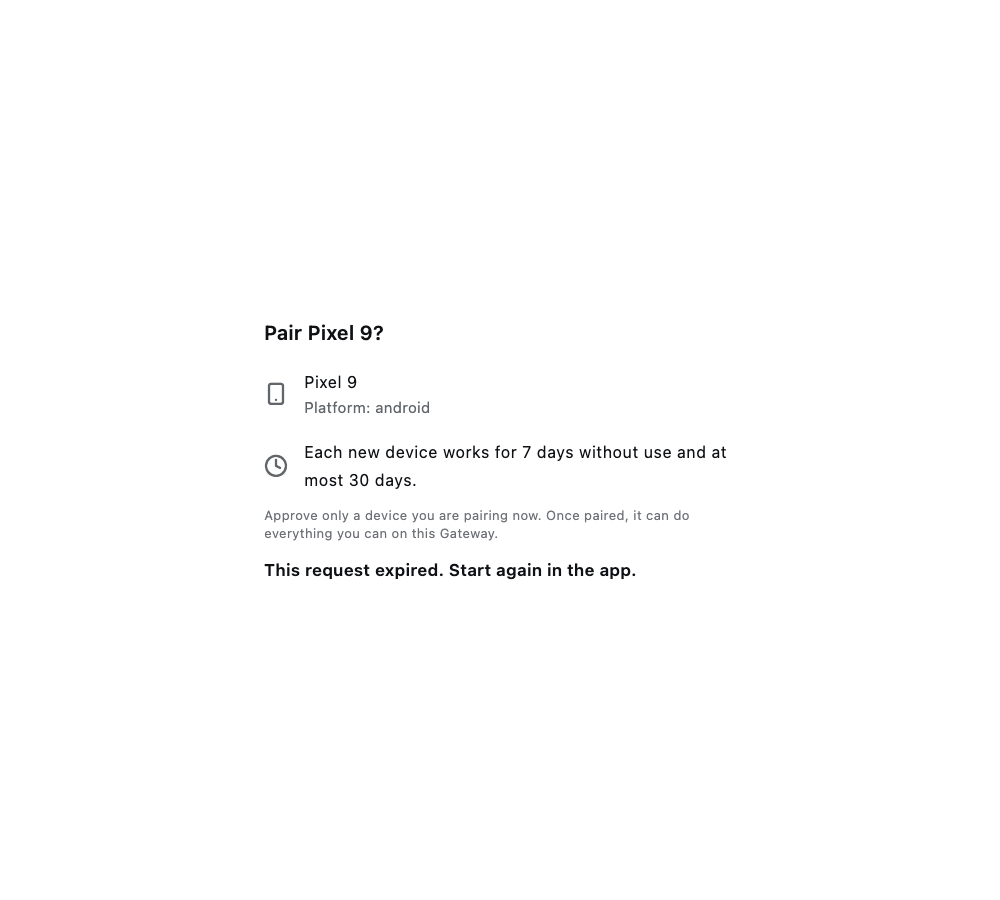 Pair Pixel 9?
Pixel 9
Platform: android
Each new device works for 7 days without use and at
most 30 days.
Approve only a device you are pairing now. Once paired, it can do
everything you can on this Gateway.
This request expired. Start again in the app.